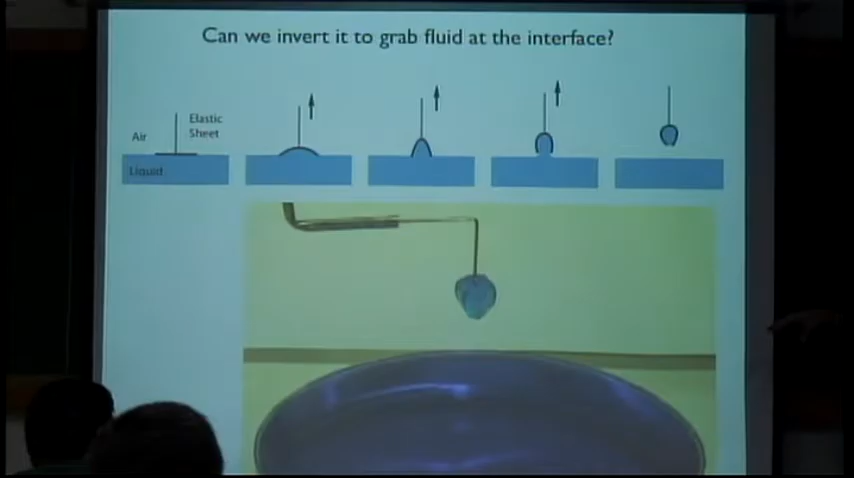 Can we invert it to grab fluid at the interface?
Elastic
Sheet
Air
Liquid